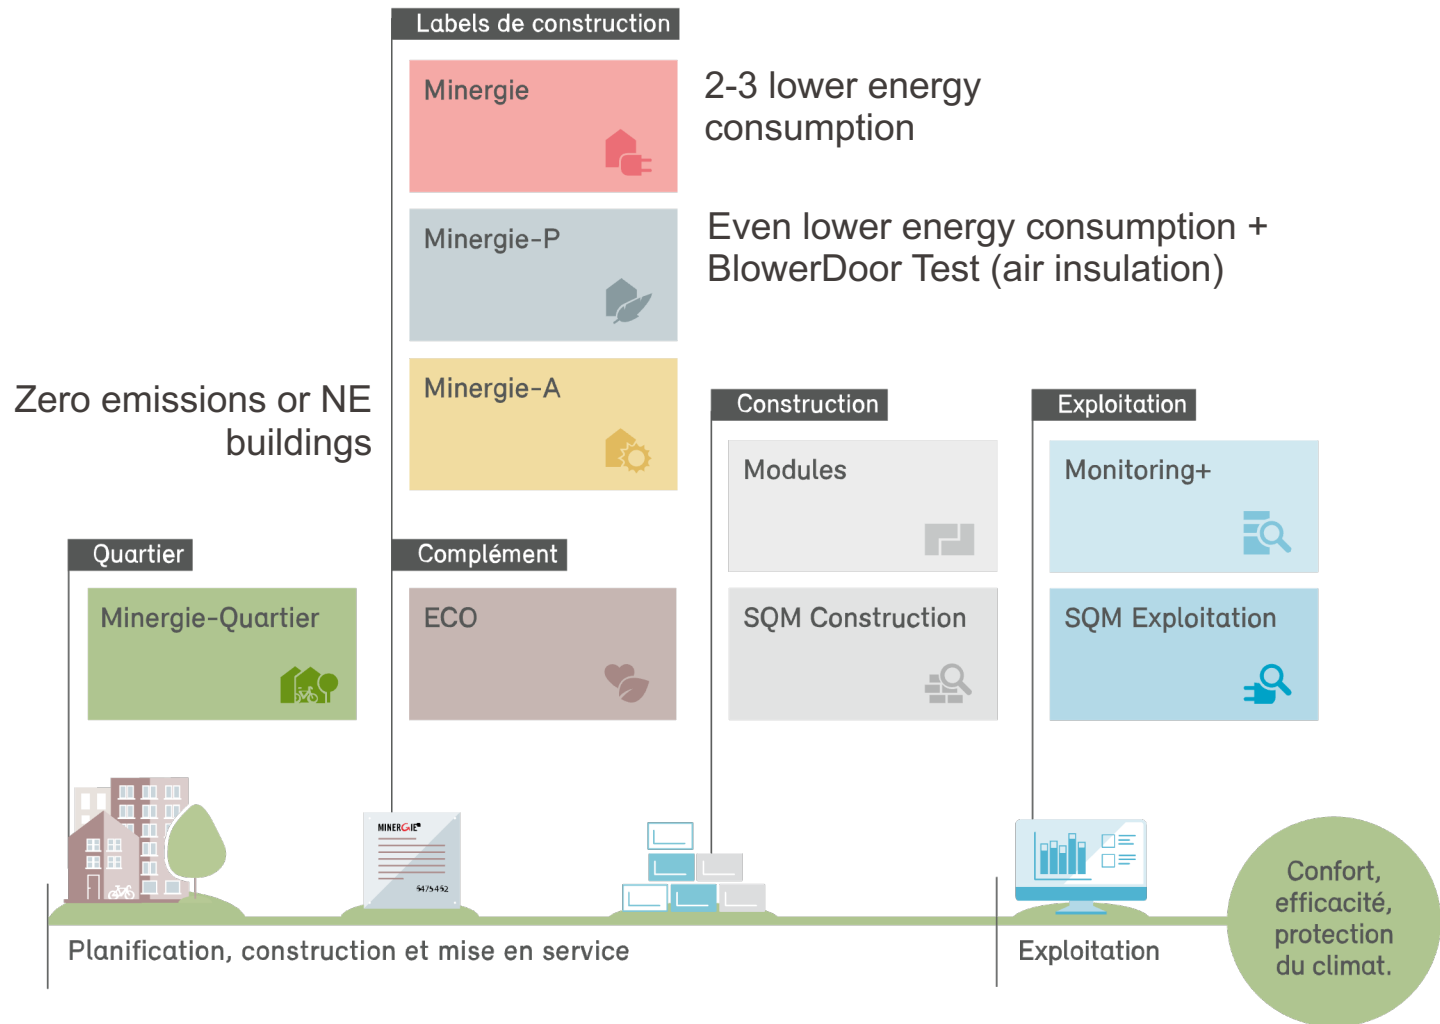 Labels de construction
Minergie
2-3 lower energy
consumption
Minergie-P
Even lower energy consumption +
BlowerDoor Test (air insulation)
Minergie-A
Zero emissions or NE
buildings
Construction
Exploitation
Modules
Monitoring+
Quartier
Complément
Minergie-Quartier
ECO
SQM Construction
SQM Exploitation
MINERGIE®
5475452
Confort,
efficacité,
protection
du climat.
Planification, construction et mise en service
Exploitation